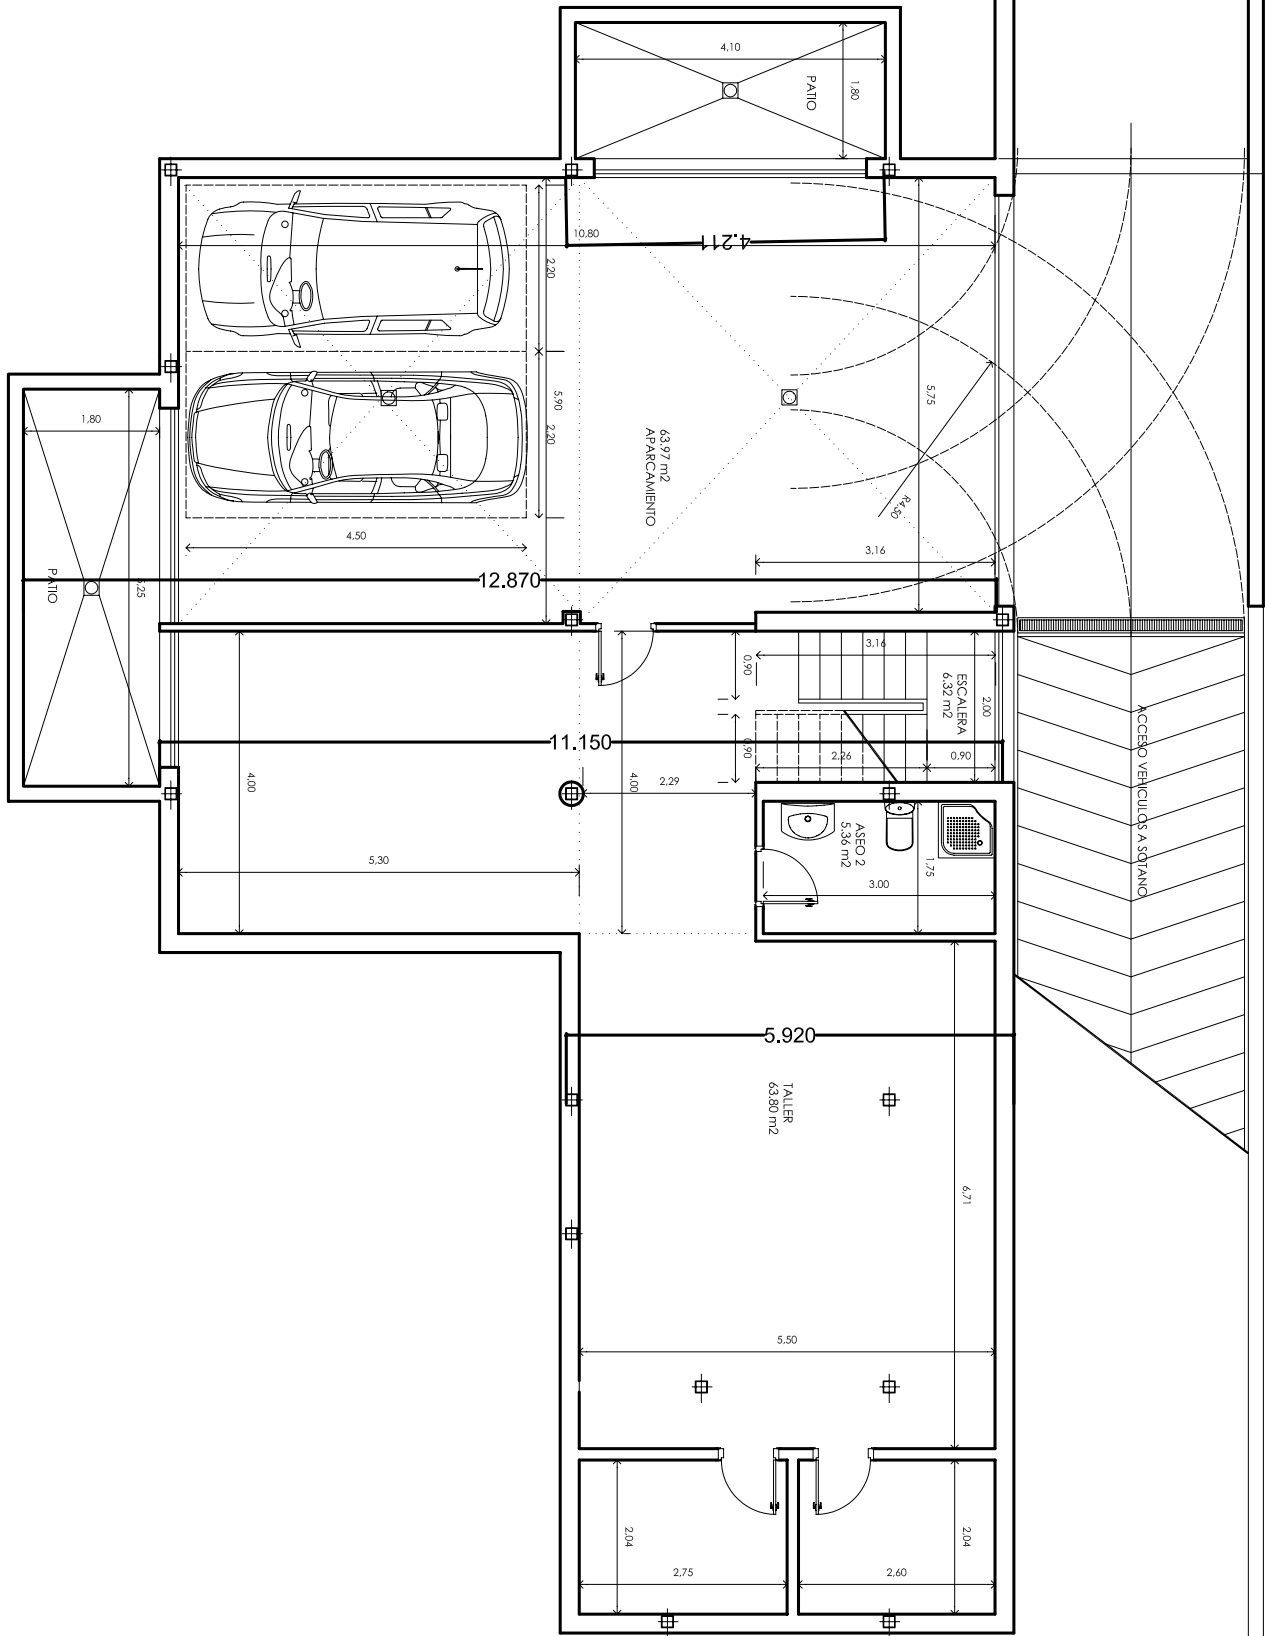 4,10
1,80
PATIO
10,80
4.211
2,20
5,90
2,20
5,75
R:4,50
63.97 m2
APARCAMIENTO
1,80
5,25
PATIO
4,50
3,16
12.870
3,16
0,90
ESCALERA
6.32 m2
2,00
11.150
0,90
2,26
0,90
4,00
4,00
2,29
ACCESO VEHICULOS A SOTANO
ASEO 2
5.36 m2
1,75
5,30
3.00
5.920
TALLER
63.80 m2
6,71
5,50
2,04
2,04
2,75
2,60